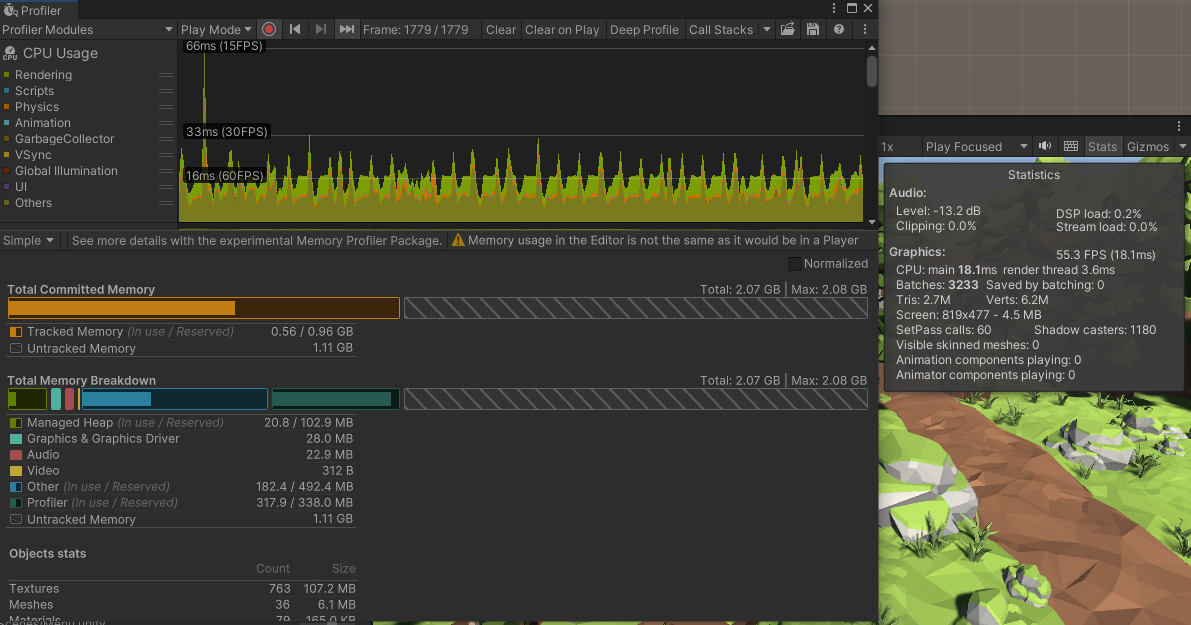 Profiler
Profiler Modules
Play Mode
Frame: 1779 / 1779
Clear
Clear on Play
Deep Profile
Call Stacks
CPU
CPU Usage
Rendering
Scripts
Physics
Animation
GarbageCollector
VSync
Global Illumination
UI
Others
66ms (15FPS)
33ms (30FPS)
16ms (60FPS)
Simple
See more details with the experimental Memory Profiler Package.
Memory usage in the Editor is not the same as it would be in a Player
Normalized
Total Committed Memory
Total: 2.07 GB | Max: 2.08 GB
Tracked Memory (In use / Reserved) 0.56 / 0.96 GB
Untracked Memory 1.11 GB
Total Memory Breakdown
Total: 2.07 GB | Max: 2.08 GB
Managed Heap (In use / Reserved) 20.8 / 102.9 MB
Graphics & Graphics Driver 28.0 MB
Audio 22.9 MB
Video 312 B
Other (In use / Reserved) 182.4 / 492.4 MB
Profiler (In use / Reserved) 317.9 / 338.0 MB
Untracked Memory 1.11 GB
Objects stats
Count Size
Textures 763 107.2 MB
Meshes 36 6.1 MB
Materials 79 165.0 KB
1x
Play Focused
Stats
Gizmos
Statistics
Audio:
Level: -13.2 dB DSP load: 0.2%
Clipping: 0.0% Stream load: 0.0%
Graphics: 55.3 FPS (18.1ms)
CPU: main 18.1ms render thread 3.6ms
Batches: 3233 Saved by batching: 0
Tris: 2.7M Verts: 6.2M
Screen: 819x477 - 4.5 MB
SetPass calls: 60 Shadow casters: 1180
Visible skinned meshes: 0
Animation components playing: 0
Animator components playing: 0